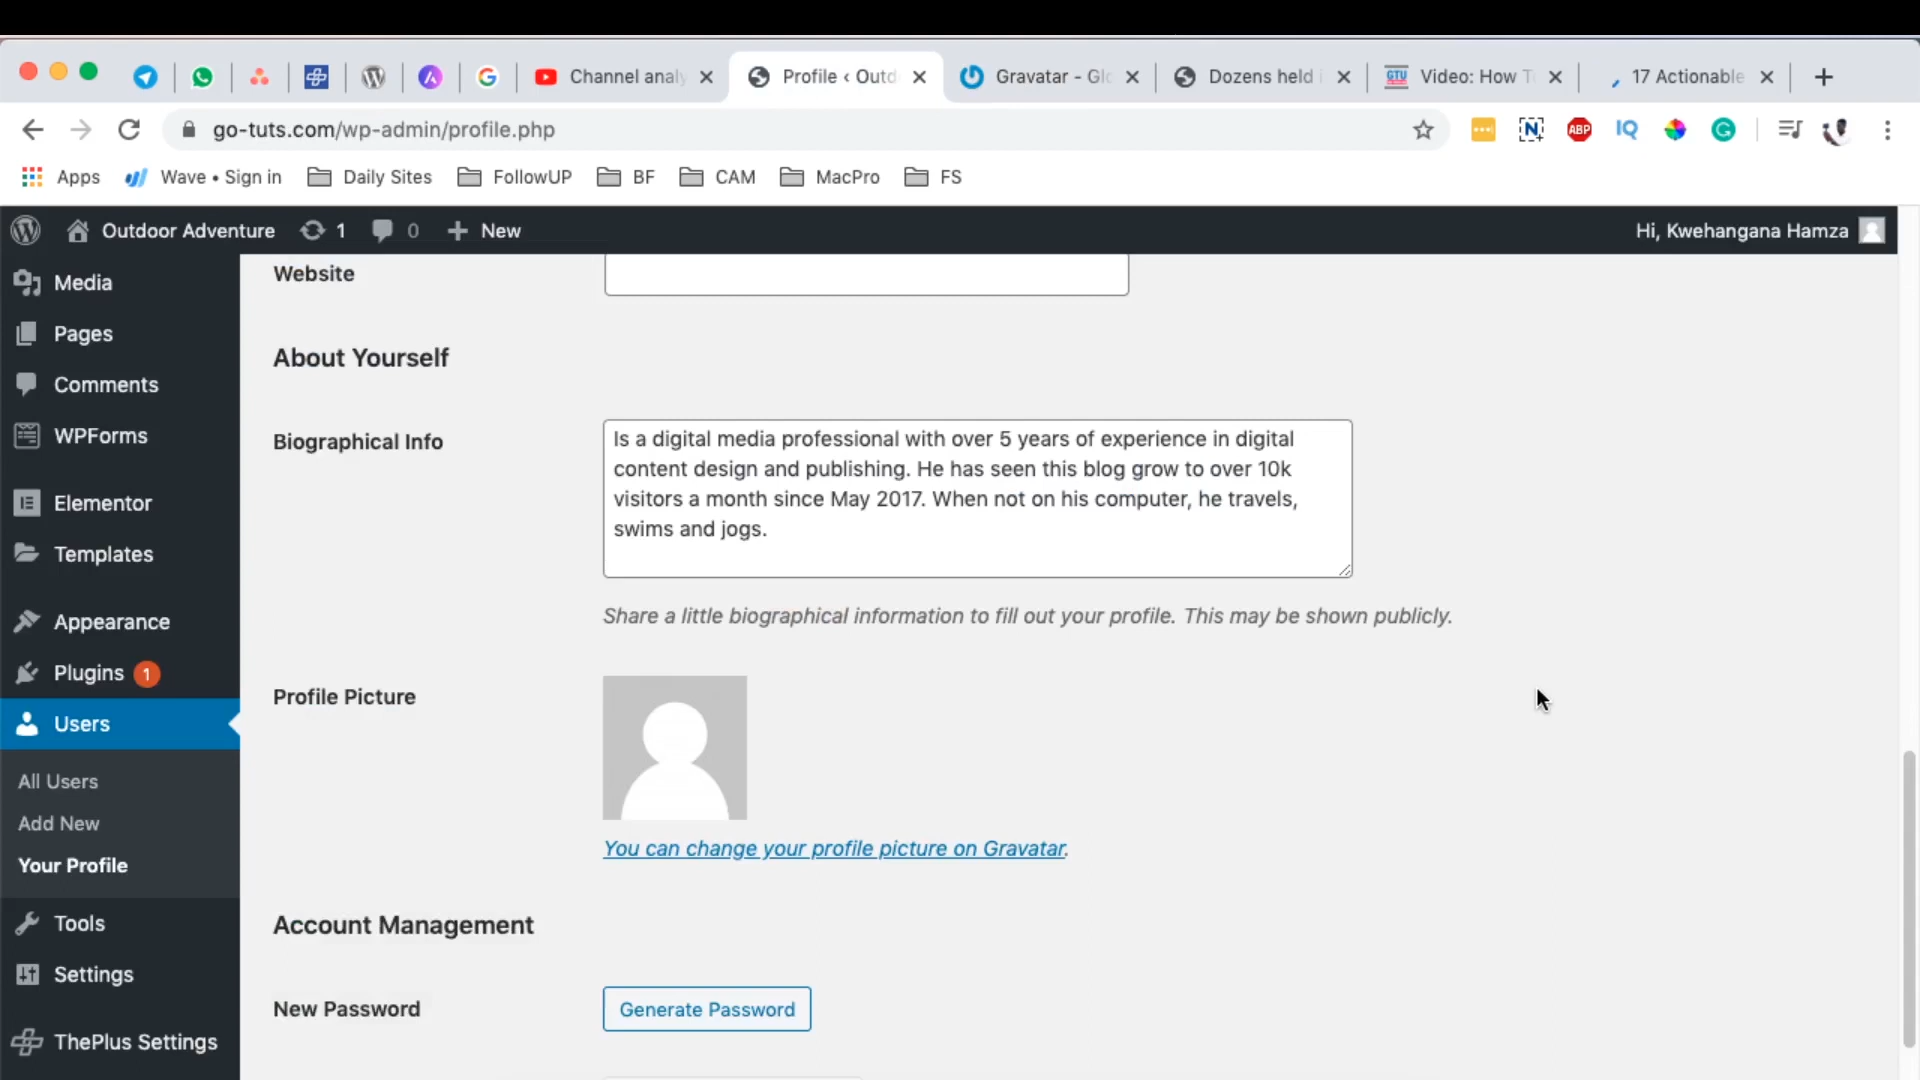 Channel analy
Profile ‹ Outd
Gravatar - Glo
Dozens held i
GTU
Video: How T
17 Actionable
go-tuts.com/wp-admin/profile.php
N
ABP
IQ
G
Apps
Wave • Sign in
Daily Sites
FollowUP
BF
CAM
MacPro
FS
Outdoor Adventure
1
0
New
Hi, Kwehangana Hamza
Media
Pages
Comments
WPForms
Elementor
Templates
Appearance
Plugins 1
Users
All Users
Add New
Your Profile
Tools
Settings
ThePlus Settings
Website
About Yourself
Biographical Info
Is a digital media professional with over 5 years of experience in digital
content design and publishing. He has seen this blog grow to over 10k
visitors a month since May 2017. When not on his computer, he travels,
swims and jogs.
Share a little biographical information to fill out your profile. This may be shown publicly.
Profile Picture
You can change your profile picture on Gravatar.
Account Management
New Password
Generate Password